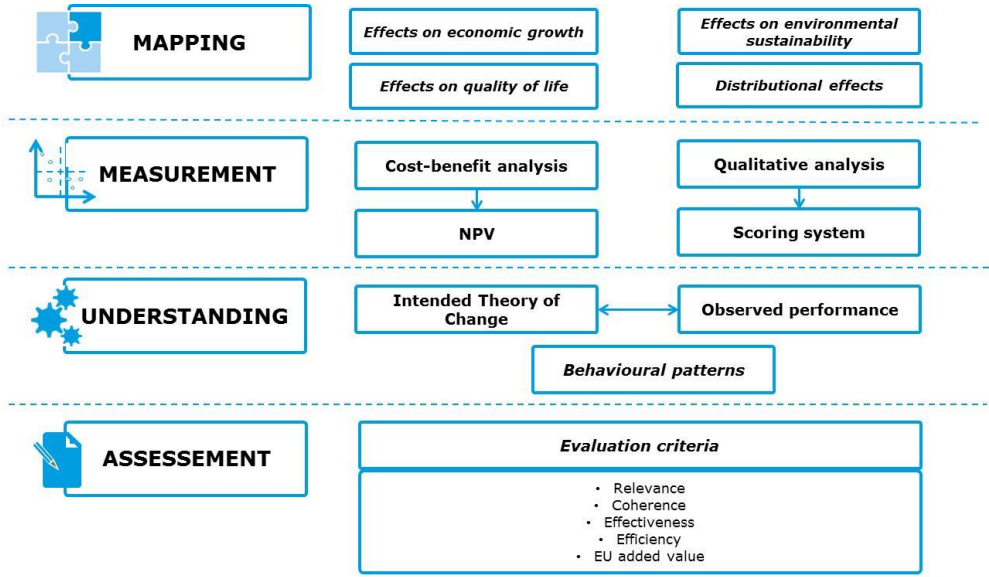 MAPPING
Effects on economic growth
Effects on environmental
sustainability
Effects on quality of life
Distributional effects
MEASUREMENT
Cost-benefit analysis
Qualitative analysis
NPV
Scoring system
UNDERSTANDING
Intended Theory of
Change
Observed performance
Behavioural patterns
ASSESSEMENT
Evaluation criteria
• Relevance
• Coherence
• Effectiveness
• Efficiency
• EU added value